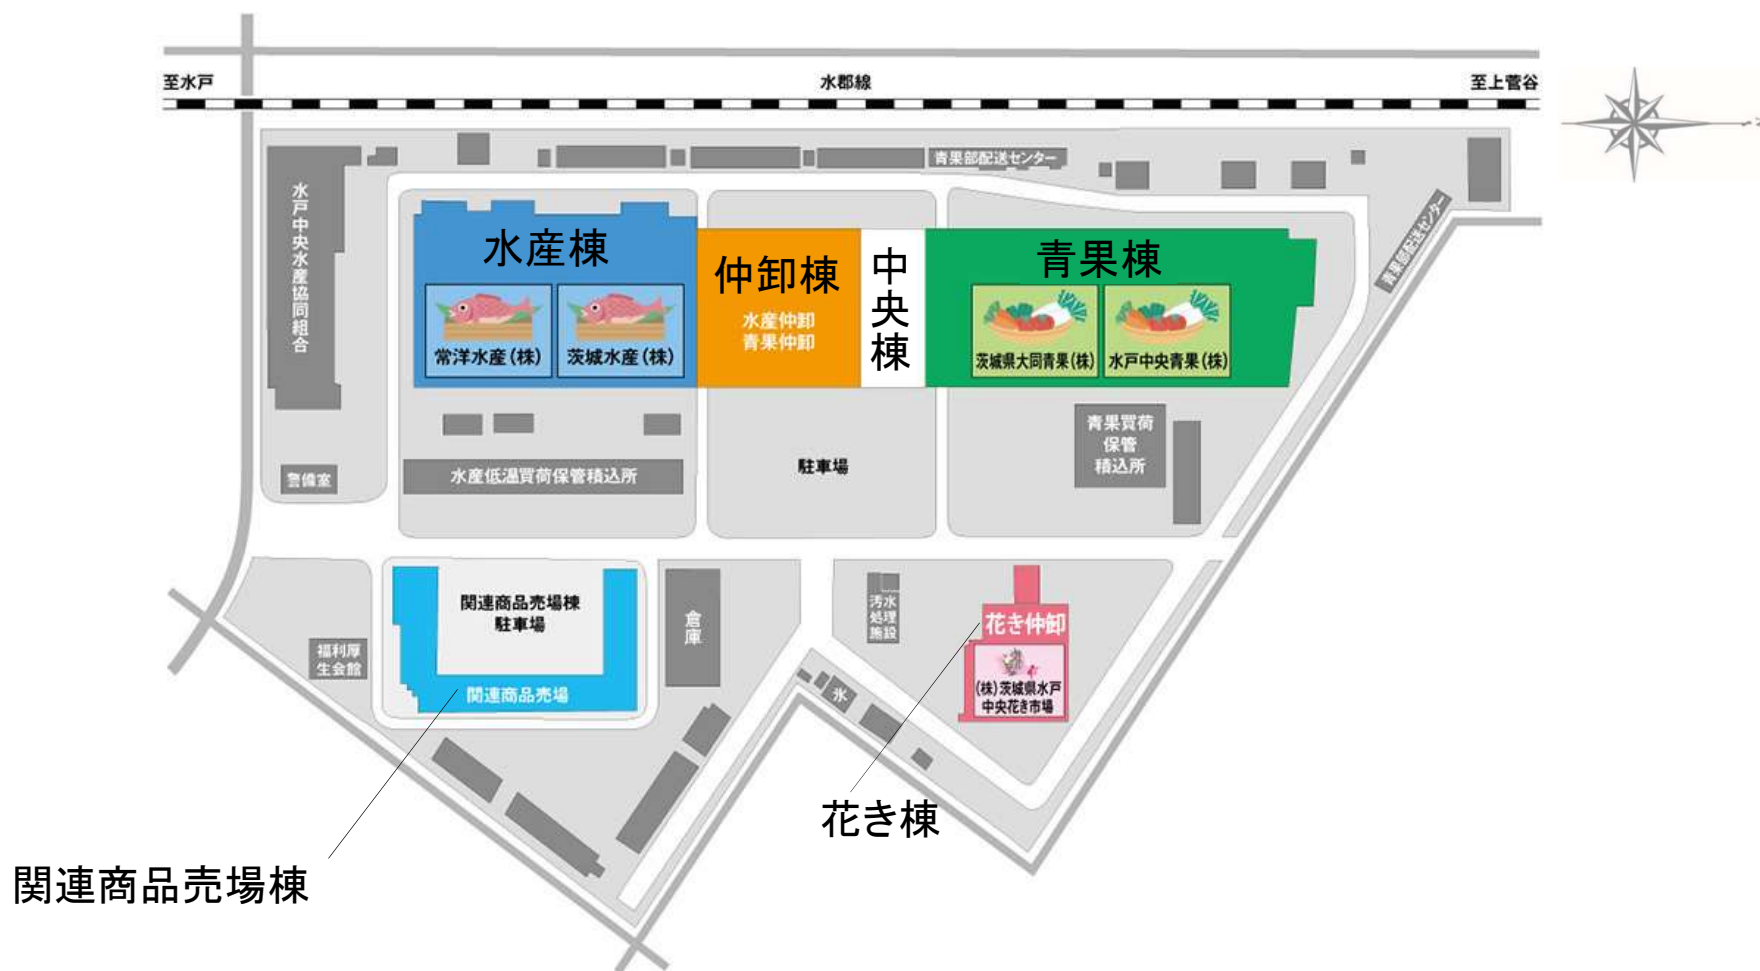 至水戸
水郡線
至上菅谷
青果部配送センター
水戸中央水産協同組合
青果部配送センター
水産棟
常洋水産(株)
茨城水産(株)
仲卸棟
水産仲卸
青果仲卸
中央棟
青果棟
茨城県大同青果(株)
水戸中央青果(株)
警備室
水産低温買荷保管積込所
駐車場
青果買荷
保管
積込所
関連商品売場棟
駐車場
関連商品売場
福利厚
生会館
倉庫
汚水
処理
施設
氷
花き仲卸
(株)茨城県水戸
中央花き市場
花き棟
関連商品売場棟